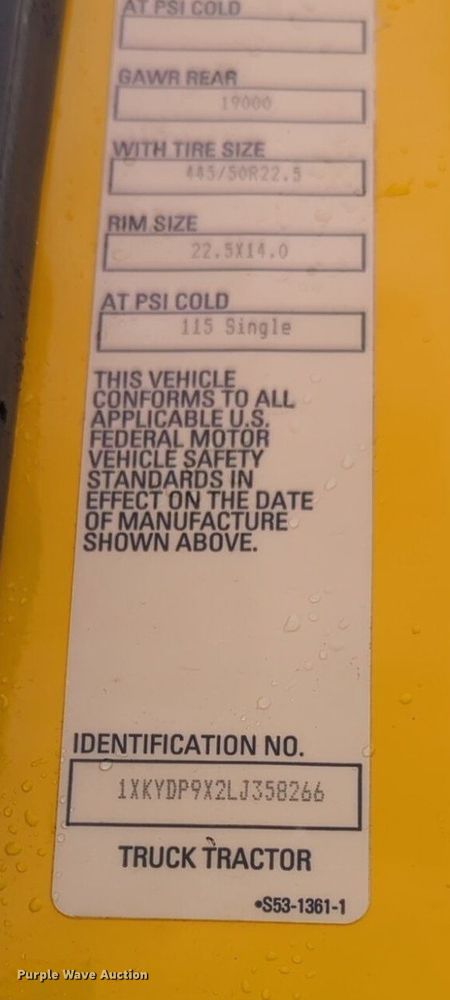 AT PSI COLD
GAWR REAR
19000
WITH TIRE SIZE
445/50R22.5
RIM SIZE
22.5X14.0
AT PSI COLD
115 Single
THIS VEHICLE
CONFORMS TO ALL
APPLICABLE U.S.
FEDERAL MOTOR
VEHICLE SAFETY
STANDARDS IN
EFFECT ON THE DATE
OF MANUFACTURE
SHOWN ABOVE.
IDENTIFICATION NO.
1XKYDP9X2LJ358266
TRUCK TRACTOR
•S53-1361-1
Purple Wave Auction